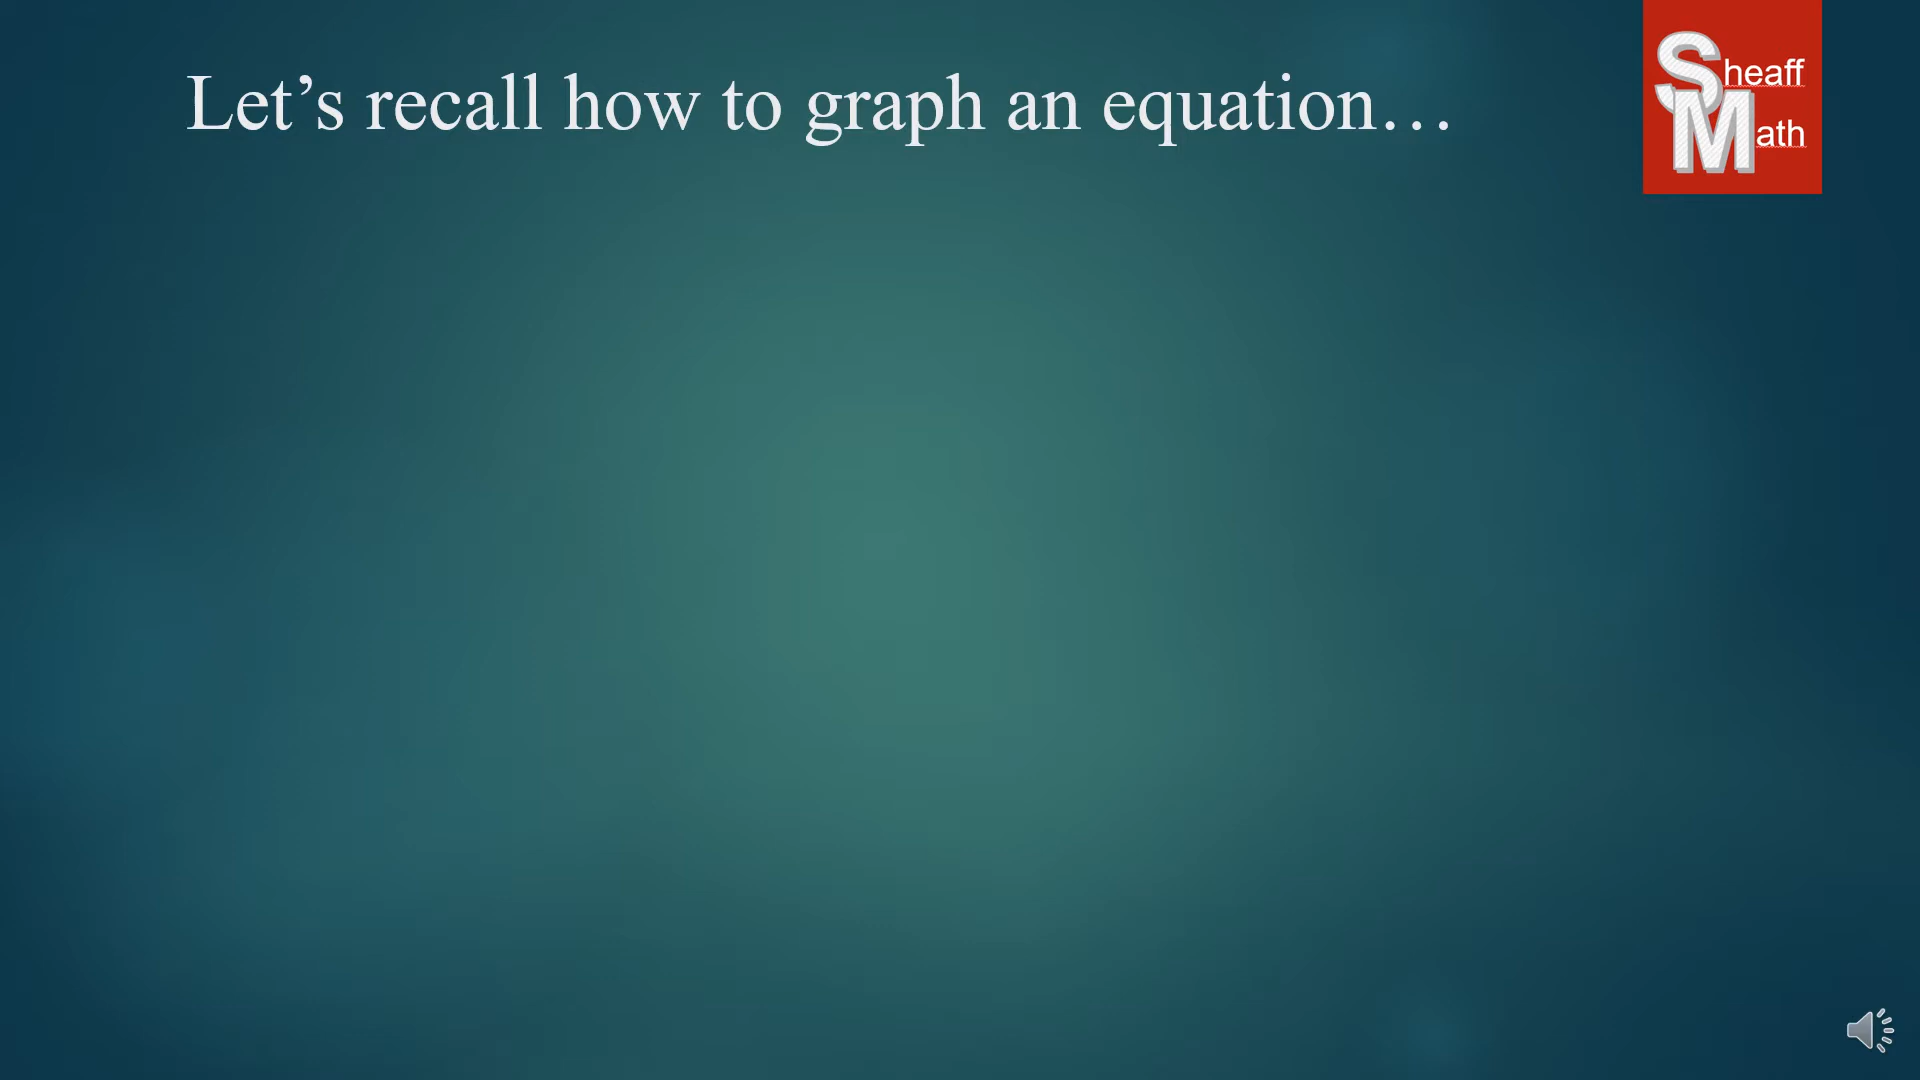 Let’s recall how to graph an equation…
Sheaff
Math